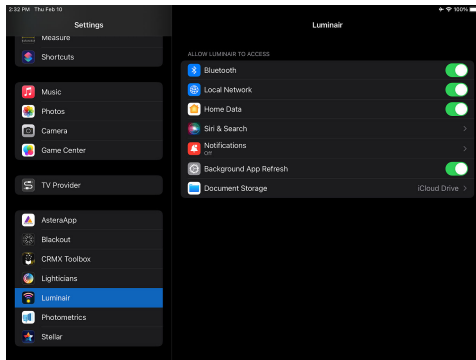 2:32 PM Thu Feb 10
100%
Settings
Luminair
Measure
Shortcuts
Music
Photos
Camera
Game Center
TV Provider
AsteraApp
Blackout
CRMX Toolbox
Lighticians
Luminair
Photometrics
Stellar
ALLOW LUMINAIR TO ACCESS
Bluetooth
Local Network
Home Data
Siri & Search
Notifications
Off
Background App Refresh
Document Storage iCloud Drive